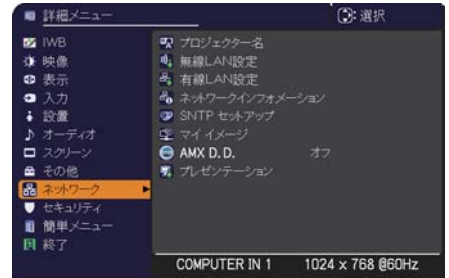 詳細メニュー
:選択
IWB
映像
表示
入力
設置
オーディオ
スクリーン
その他
ネットワーク
セキュリティ
簡単メニュー
終了
プロジェクター名
無線LAN設定
有線LAN設定
ネットワークインフォメーション
SNTP セットアップ
マイ イメージ
AMX D.D. オフ
プレゼンテーション
COMPUTER IN 1 1024 x 768 @60Hz